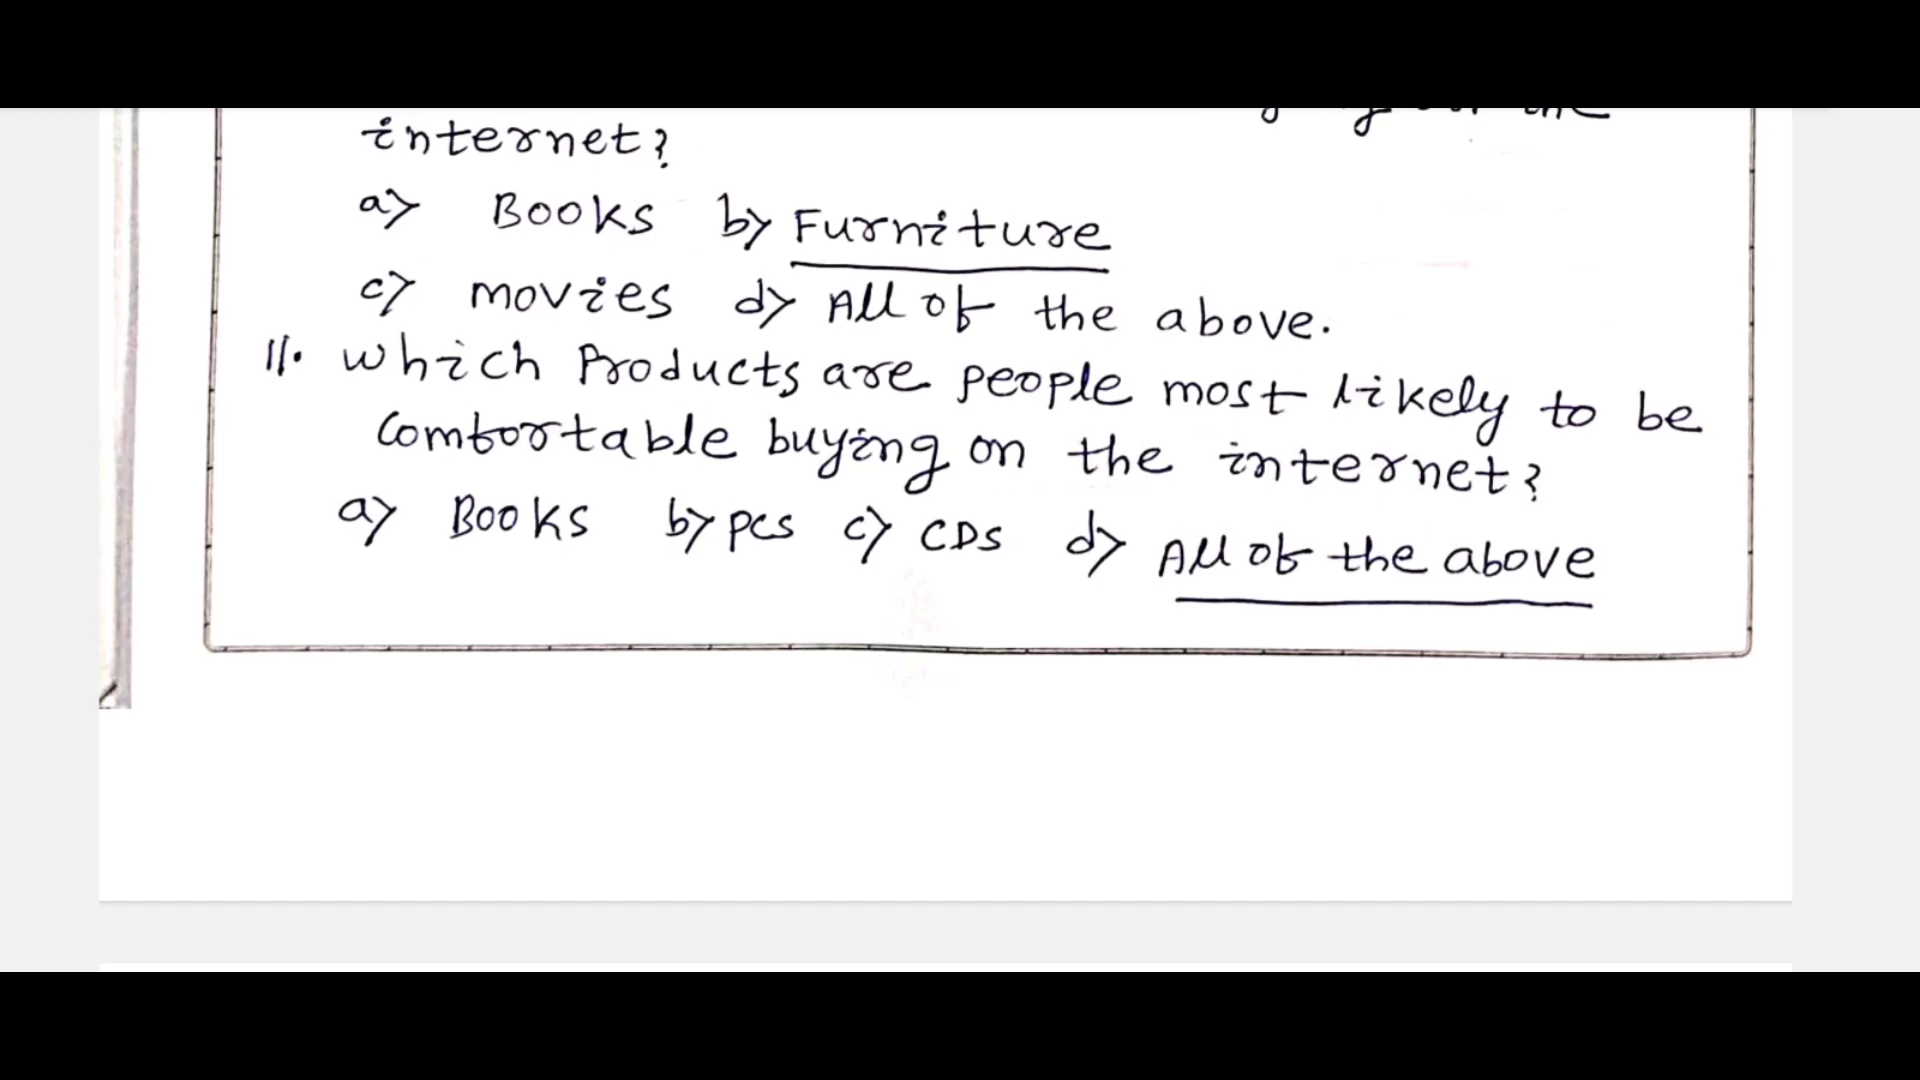 internet?
a) Books b) Furniture
c) movies d) All of the above.
11. which Products are people most likely to be
Comfortable buying on the internet?
a) Books b) PCs c) CDs d) All of the above